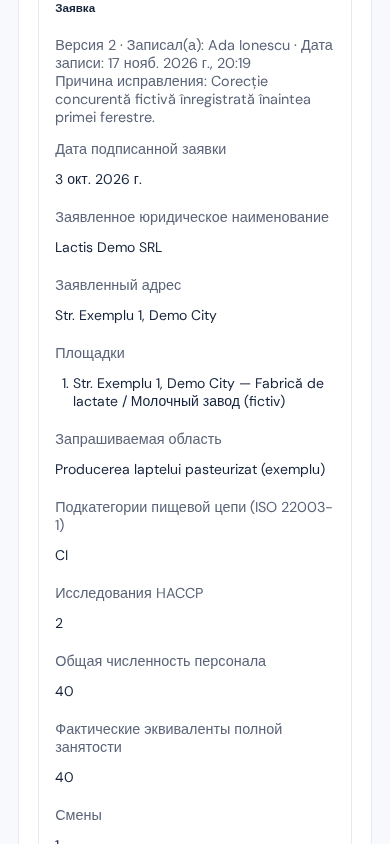 Заявка
Версия 2 · Записал(а): Ada Ionescu · Дата
записи: 17 нояб. 2026 г., 20:19
Причина исправления: Corecție
concurentă fictivă înregistrată înaintea
primei ferestre.
Дата подписанной заявки
3 окт. 2026 г.
Заявленное юридическое наименование
Lactis Demo SRL
Заявленный адрес
Str. Exemplu 1, Demo City
Площадки
1. Str. Exemplu 1, Demo City — Fabrică de
lactate / Молочный завод (fictiv)
Запрашиваемая область
Producerea laptelui pasteurizat (exemplu)
Подкатегории пищевой цепи (ISO 22003-
1)
CI
Исследования HACCP
2
Общая численность персонала
40
Фактические эквиваленты полной
занятости
40
Смены